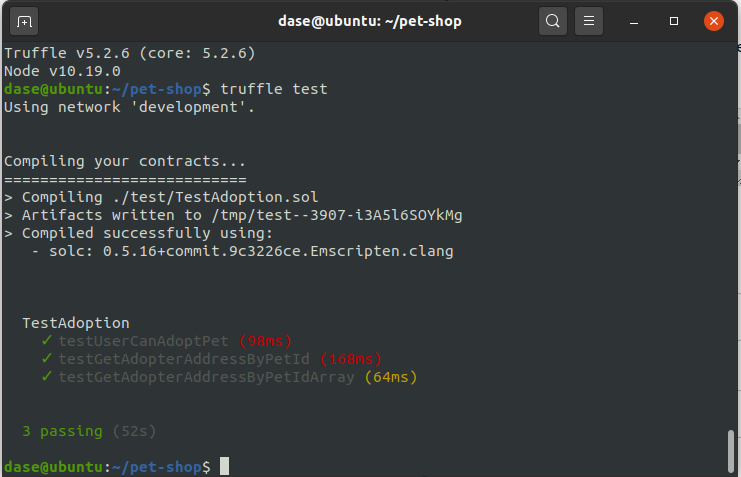 dase@ubuntu: ~/pet-shop
Truffle v5.2.6 (core: 5.2.6)
Node v10.19.0
dase@ubuntu:~/pet-shop$ truffle test
Using network 'development'.
Compiling your contracts...
===========================
> Compiling ./test/TestAdoption.sol
> Artifacts written to /tmp/test--3907-i3A5l6SOYkMg
> Compiled successfully using:
- solc: 0.5.16+commit.9c3226ce.Emscripten.clang
TestAdoption
✓ testUserCanAdoptPet (98ms)
✓ testGetAdopterAddressByPetId (168ms)
✓ testGetAdopterAddressByPetIdArray (64ms)
3 passing (52s)
dase@ubuntu:~/pet-shop$